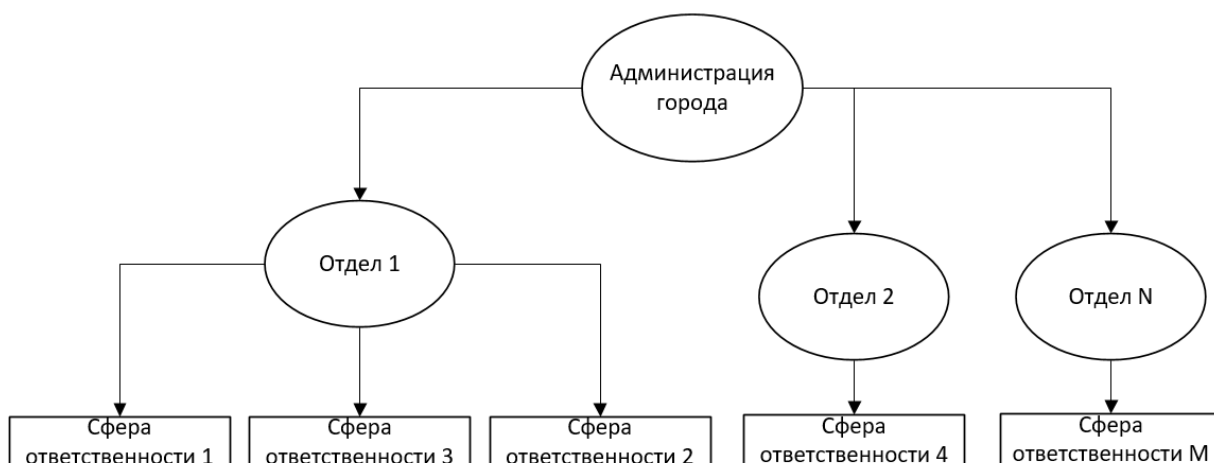 Администрация
города
Отдел 1
Отдел 2
Отдел N
Сфера
ответственности 1
Сфера
ответственности 3
Сфера
ответственности 2
Сфера
ответственности 4
Сфера
ответственности M